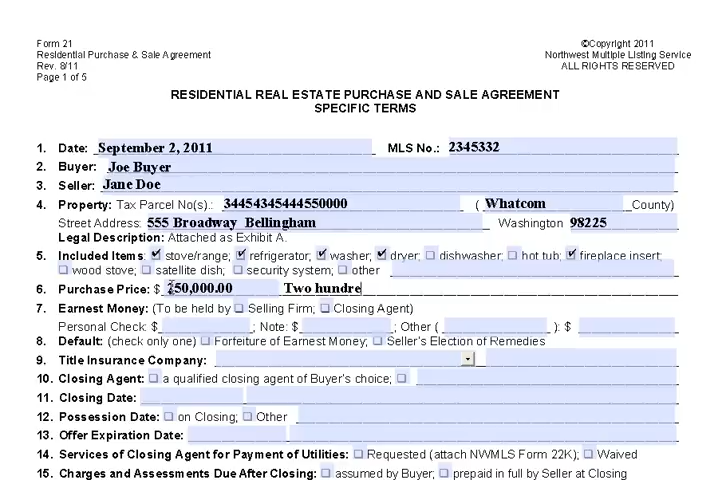 Form 21
Residential Purchase & Sale Agreement
Rev. 8/11
Page 1 of 5
©Copyright 2011
Northwest Multiple Listing Service
ALL RIGHTS RESERVED
RESIDENTIAL REAL ESTATE PURCHASE AND SALE AGREEMENT
SPECIFIC TERMS
1. Date: September 2, 2011 MLS No.: 2345332
2. Buyer: Joe Buyer
3. Seller: Jane Doe
4. Property: Tax Parcel No(s).: 34454345444550000 ( Whatcom County)
Street Address: 555 Broadway Bellingham Washington 98225
Legal Description: Attached as Exhibit A.
5. Included Items: stove/range; refrigerator; washer; dryer; dishwasher; hot tub; fireplace insert;
wood stove; satellite dish; security system; other
6. Purchase Price: $ 250,000.00 Two hundre
7. Earnest Money: (To be held by Selling Firm; Closing Agent)
Personal Check: $ ; Note: $ ; Other ( ): $
8. Default: (check only one) Forfeiture of Earnest Money; Seller's Election of Remedies
9. Title Insurance Company:
10. Closing Agent: a qualified closing agent of Buyer's choice;
11. Closing Date:
12. Possession Date: on Closing; Other
13. Offer Expiration Date:
14. Services of Closing Agent for Payment of Utilities: Requested (attach NWMLS Form 22K); Waived
15. Charges and Assessments Due After Closing: assumed by Buyer; prepaid in full by Seller at Closing